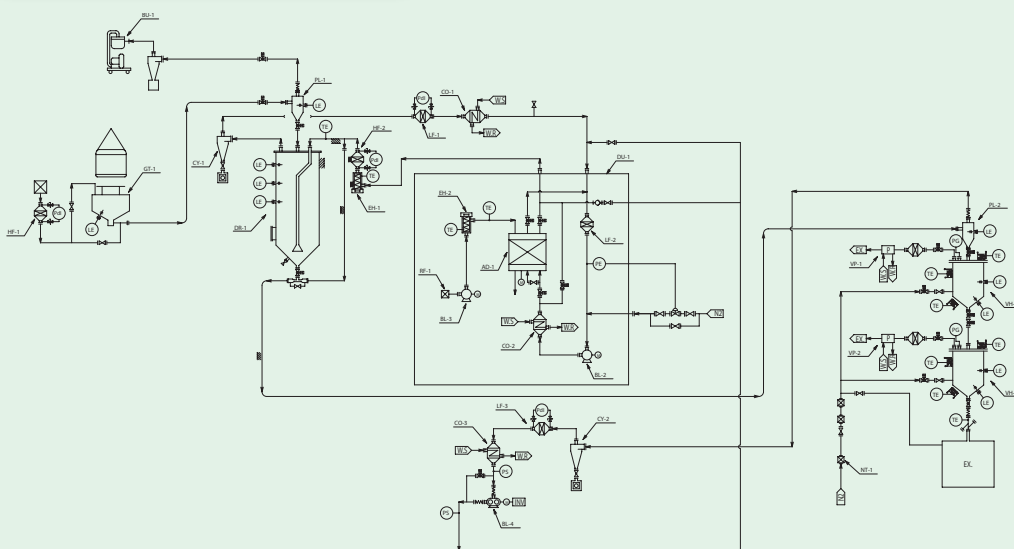 BU-1
PL-1
LE
CO-1
W.S
PdI
LF-1
W.R
TE
HF-2
PdI
TE
CY-1
EH-1
DU-1
LE
LE
LE
DR-1
GT-1
PdI
LE
HF-1
EH-2
TE
TE
LF-2
AD-1
RF-1
BL-3
PE
W.S
W.R
CO-2
BL-2
N2
PL-2
LE
PG
EX
P
VP-1
W.S
TE
TE
LE
TE
LE
VH-
PG
EX
P
VP-2
W.S
TE
TE
LE
TE
LE
VH-
TE
EX.
NT-1
N2
LF-3
PdI
CY-2
CO-3
W.S
W.R
PS
INV
BL-4
PS